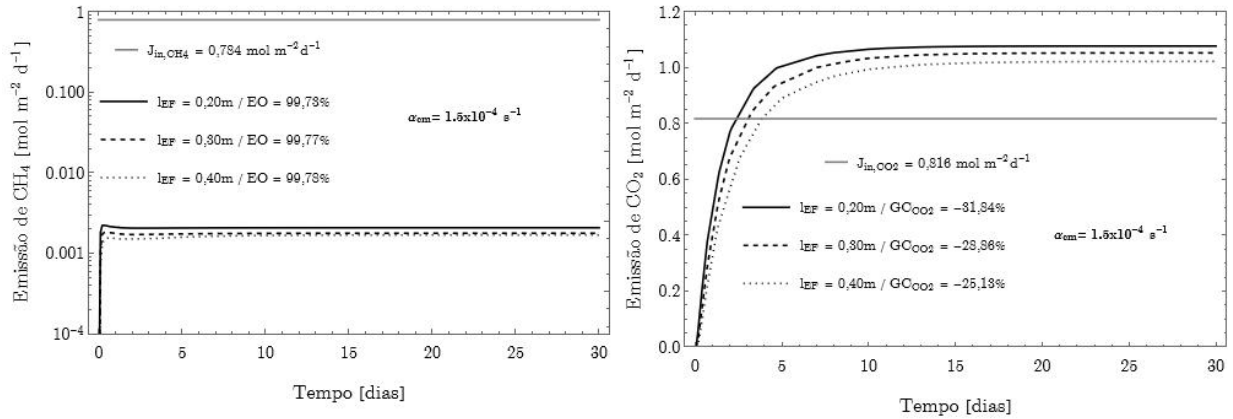 Emissão de CH₄ [mol m⁻² d⁻¹]
1
0.100
0.010
0.001
10⁻⁴
J_in,CH₄ = 0,784 mol m⁻²d⁻¹
l_EF = 0,20m / EO = 99,73%
l_EF = 0,30m / EO = 99,77%
l_EF = 0,40m / EO = 99,78%
α_om= 1.5x10⁻⁴ s⁻¹
0 5 10 15 20 25 30
Tempo [dias]
Emissão de CO₂ [mol m⁻² d⁻¹]
1.2
1.0
0.8
0.6
0.4
0.2
0.0
J_in,CO₂ = 0,816 mol m⁻²d⁻¹
l_EF = 0,20m / GC_CO2 = −31,84%
l_EF = 0,30m / GC_CO2 = −28,86%
l_EF = 0,40m / GC_CO2 = −25,13%
α_om= 1.5x10⁻⁴ s⁻¹
0 5 10 15 20 25 30
Tempo [dias]